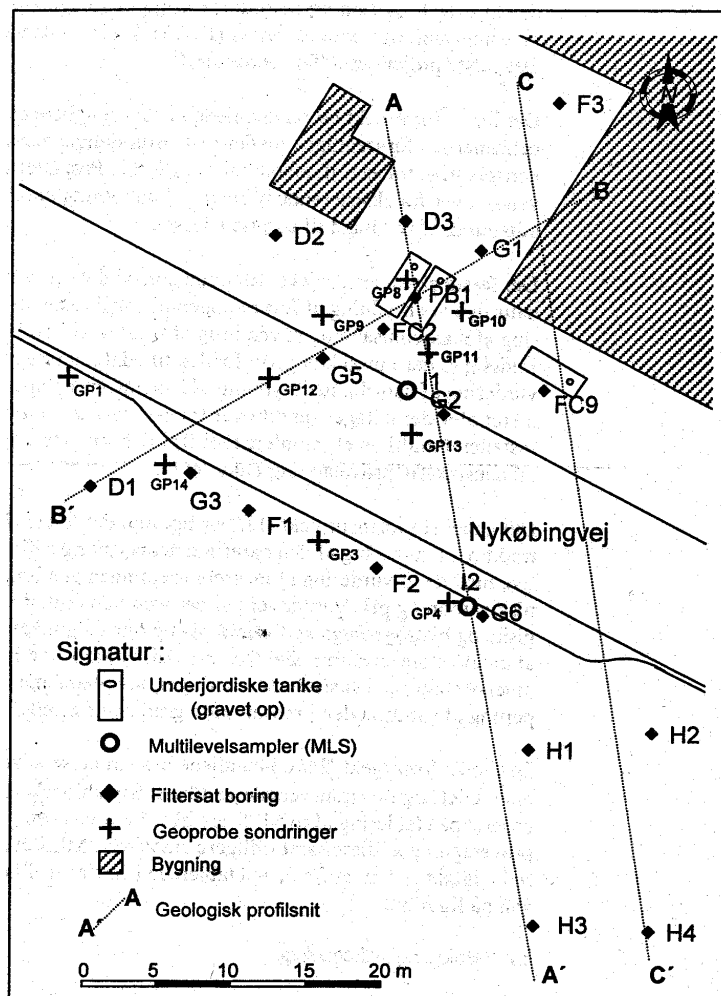 C
F3
A
N
B
D3
D2
G1
GP8
PB1
GP9
GP10
FC2
GP11
G5
GP1
GP12
I1
G2
FC9
GP13
GP14
D1
G3
B´
F1
Nykøbingvej
GP3
F2
I2
GP4
G6
Signatur :
Underjordiske tanke
(gravet op)
Multilevelsampler (MLS)
H2
H1
Filtersat boring
Geoprobe sondringer
Bygning
A
Geologisk profilsnit
A´
H3
H4
0 5 10 20 m
A´
C´